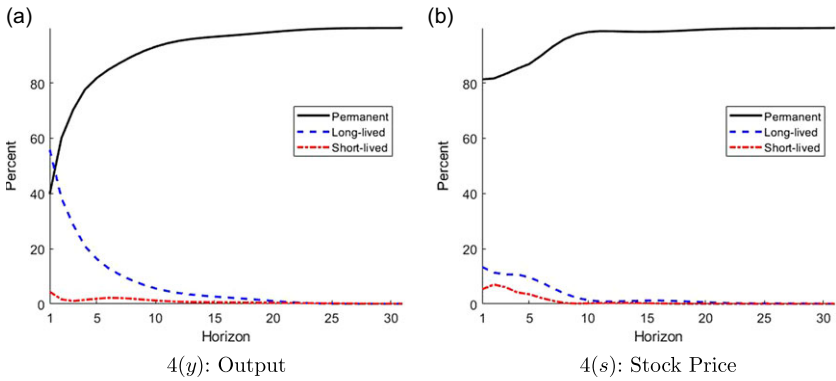 (a)
Percent
80
60
40
20
0
Permanent
Long-lived
Short-lived
1 5 10 15 20 25 30
Horizon
4(y): Output
(b)
Percent
80
60
40
20
0
Permanent
Long-lived
Short-lived
1 5 10 15 20 25 30
Horizon
4(s): Stock Price